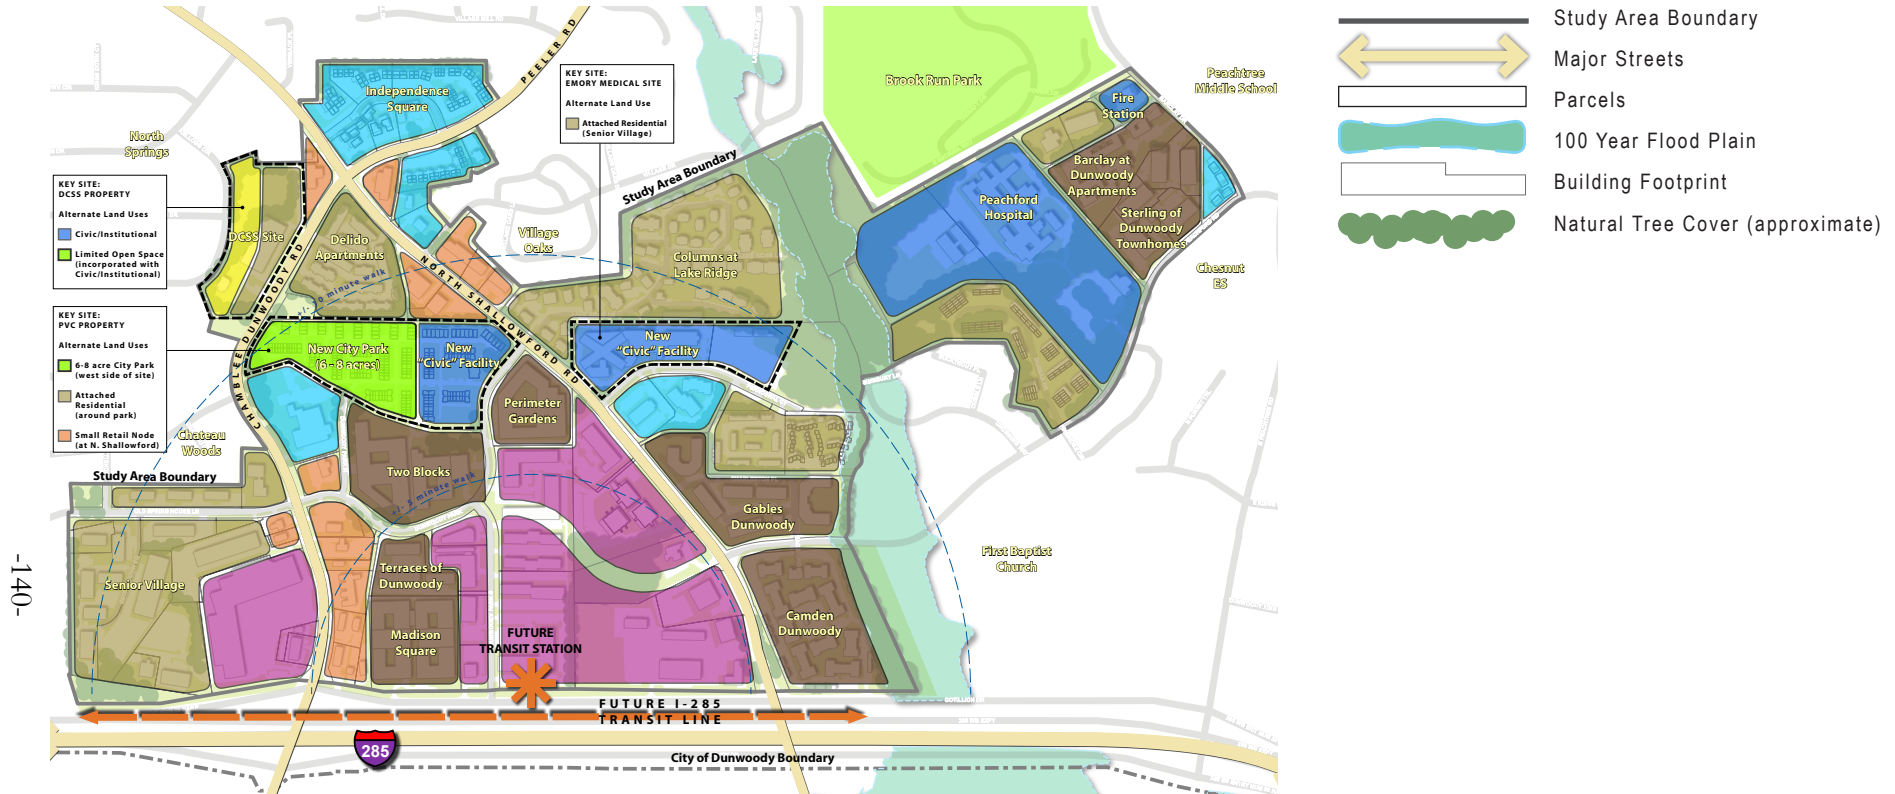 PEELER RD
Independence
Square
North
Springs
KEY SITE:
EMORY MEDICAL SITE
Alternate Land Use
Attached Residential
(Senior Village)
Brook Run Park
Peachtree
Middle School
Fire
Station
Study Area Boundary
Major Streets
Parcels
100 Year Flood Plain
Building Footprint
Natural Tree Cover (approximate)
KEY SITE:
DCSS PROPERTY
Alternate Land Uses
Civic/Institutional
Limited Open Space
(incorporated with
Civic/Institutional)
DCSS Site
Delido
Apartments
Village
Oaks
Study Area Boundary
Columns at
Lake Ridge
Peachford
Hospital
Barclay at
Dunwoody
Apartments
Sterling of
Dunwoody
Townhomes
Chesnut
ES
NORTH SHALLOWFORD RD
CHAMBLEE DUNWOODY RD
+/- 10 minute walk
KEY SITE:
PVC PROPERTY
Alternate Land Uses
6-8 acre City Park
(west side of site)
Attached
Residential
(around park)
Small Retail Node
(at N. Shallowford)
New City Park
(6 - 8 acres)
New
"Civic" Facility
New
"Civic" Facility
Perimeter
Gardens
Chateau
Woods
Study Area Boundary
Two Blocks
+/- 5 minute walk
Gables
Dunwoody
Senior Village
Terraces of
Dunwoody
Madison
Square
Camden
Dunwoody
First Baptist
Church
FUTURE
TRANSIT STATION
FUTURE I-285
TRANSIT LINE
285
City of Dunwoody Boundary
COTILLION DR
-140-